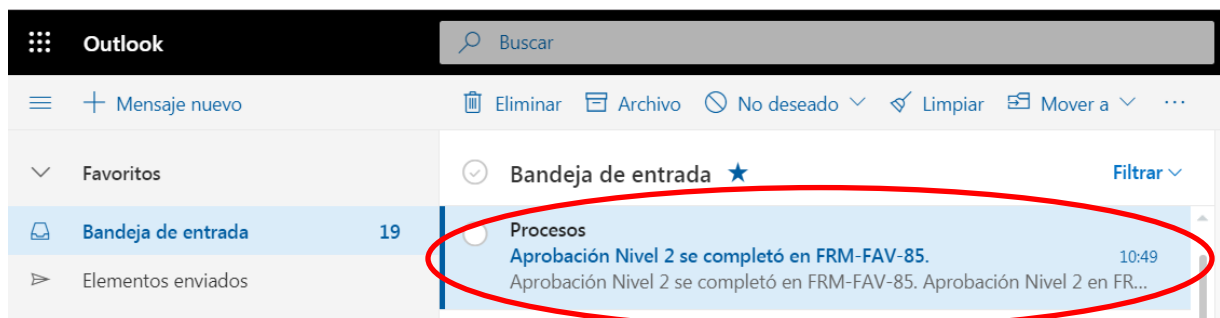 Outlook
Buscar
Mensaje nuevo
Eliminar Archivo No deseado Limpiar Mover a ...
Favoritos
Bandeja de entrada
Filtrar
Bandeja de entrada 19
Procesos
Aprobación Nivel 2 se completó en FRM-FAV-85. 10:49
Elementos enviados
Aprobación Nivel 2 se completó en FRM-FAV-85. Aprobación Nivel 2 en FR...